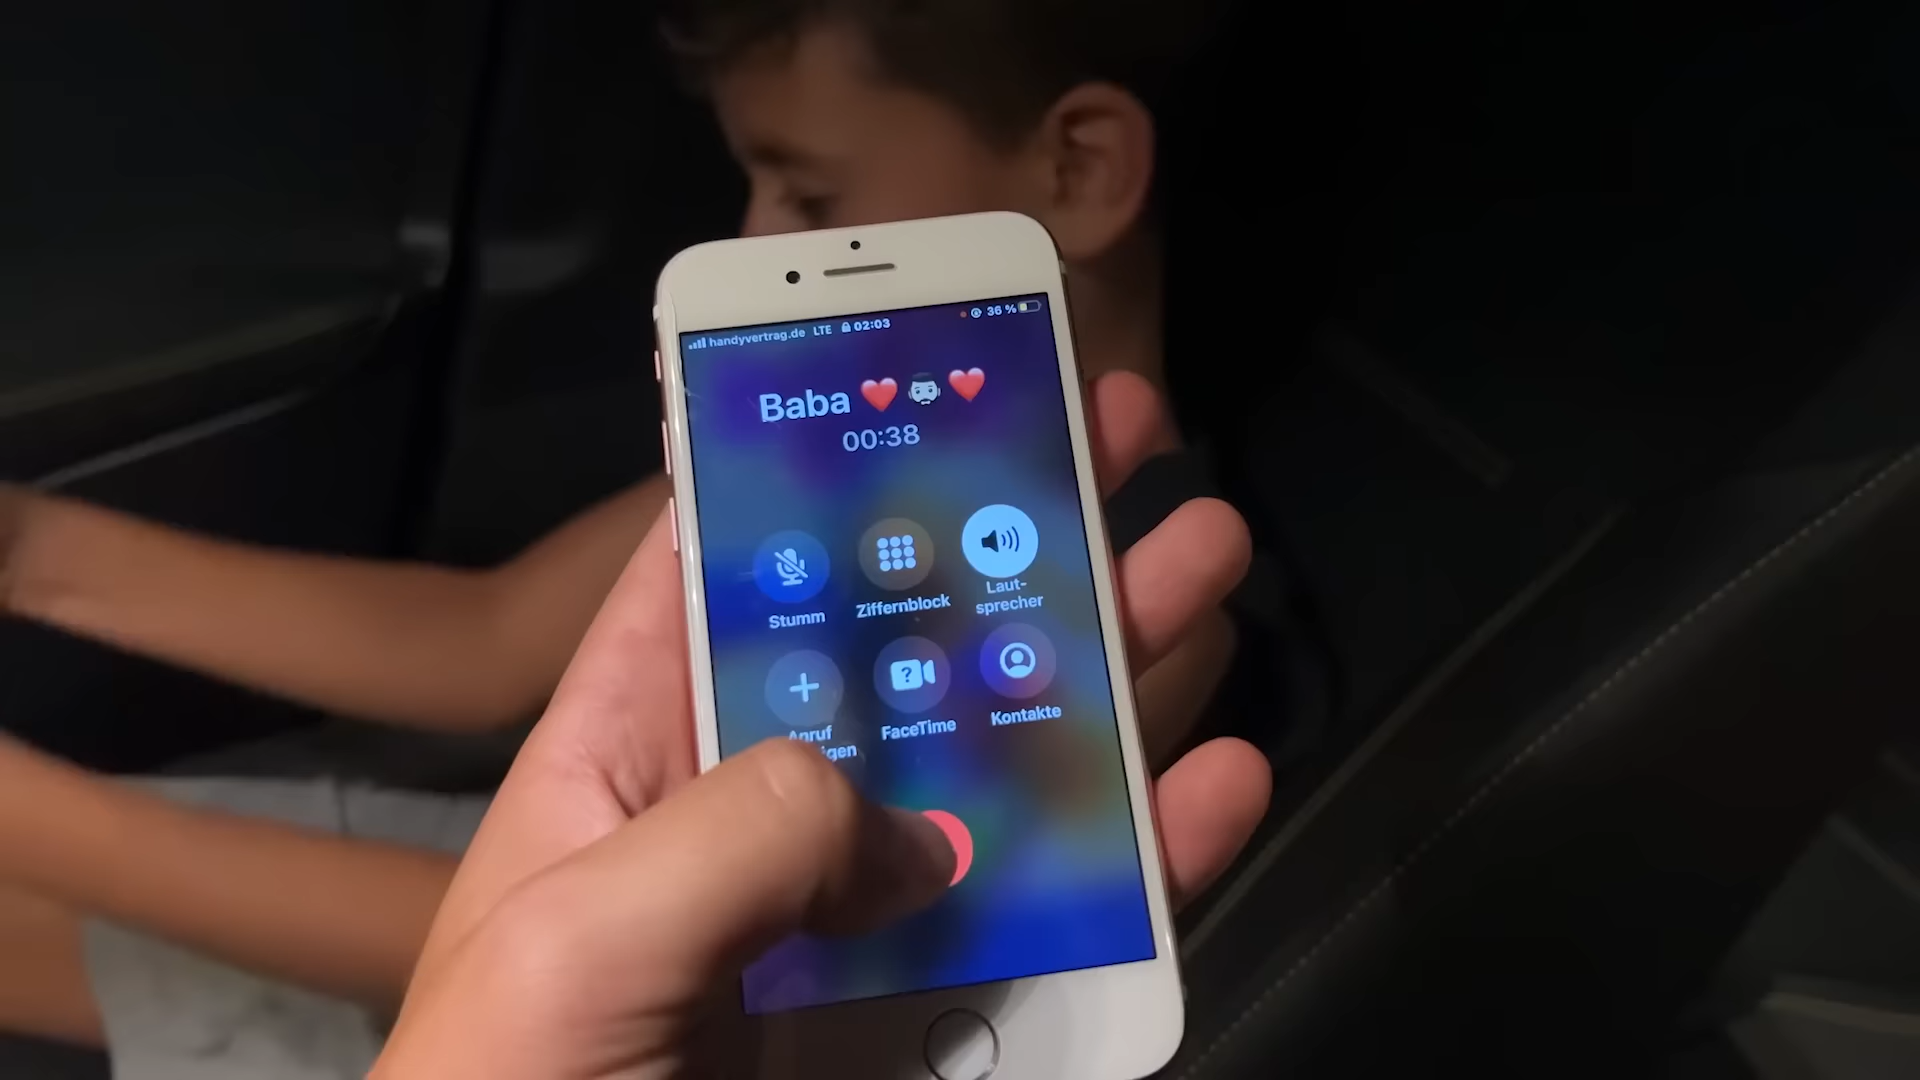 handyvertrag.de LTE 02:03 36 %
Baba
00:38
Stumm
Ziffernblock
Laut-
sprecher
Anruf
FaceTime
Kontakte